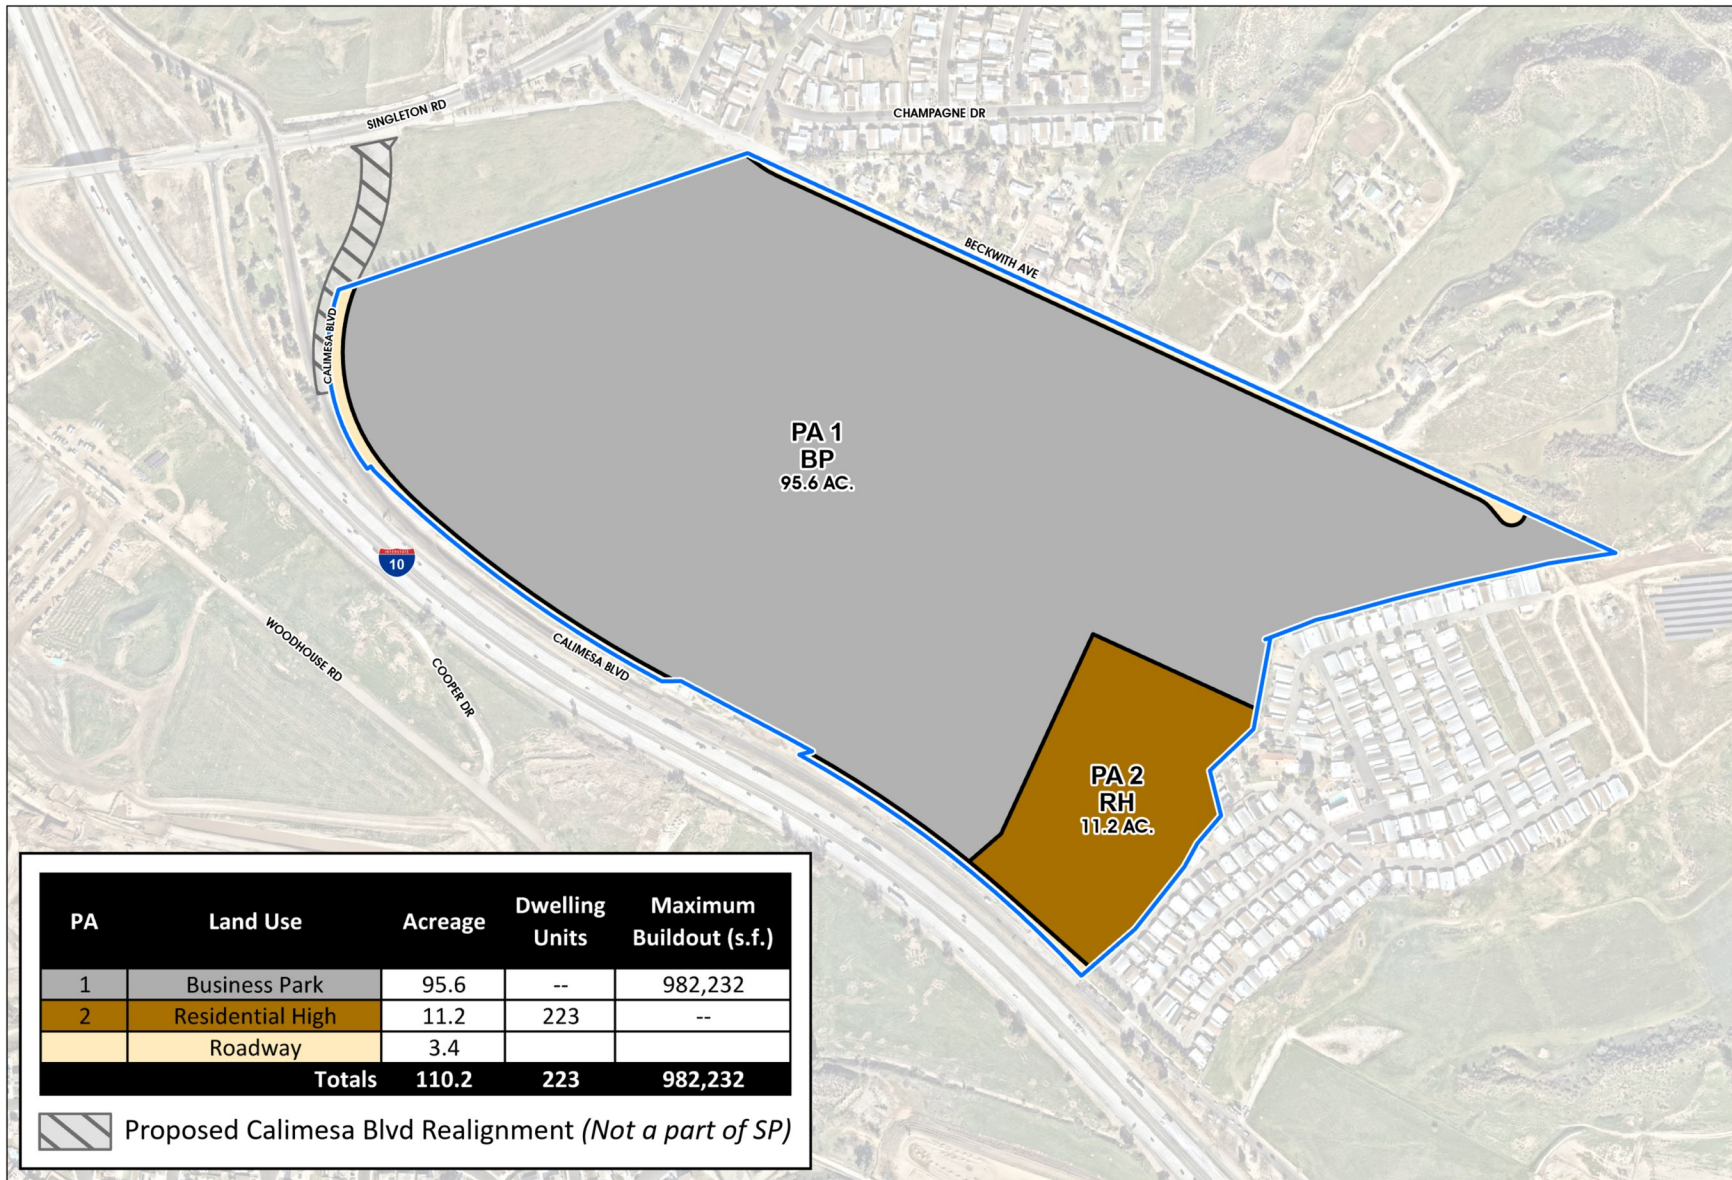 SINGLETON RD
CHAMPAGNE DR
BECKWITH AVE
CALIMESA BLVD
PA 1
BP
95.6 AC.
INTERSTATE
10
WOODHOUSE RD
COOPER DR
CALIMESA BLVD
PA 2
RH
11.2 AC.
PA Land Use Acreage Dwelling Units Maximum Buildout (s.f.)
1 Business Park 95.6 -- 982,232
2 Residential High 11.2 223 --
Roadway 3.4
Totals 110.2 223 982,232
Proposed Calimesa Blvd Realignment (Not a part of SP)